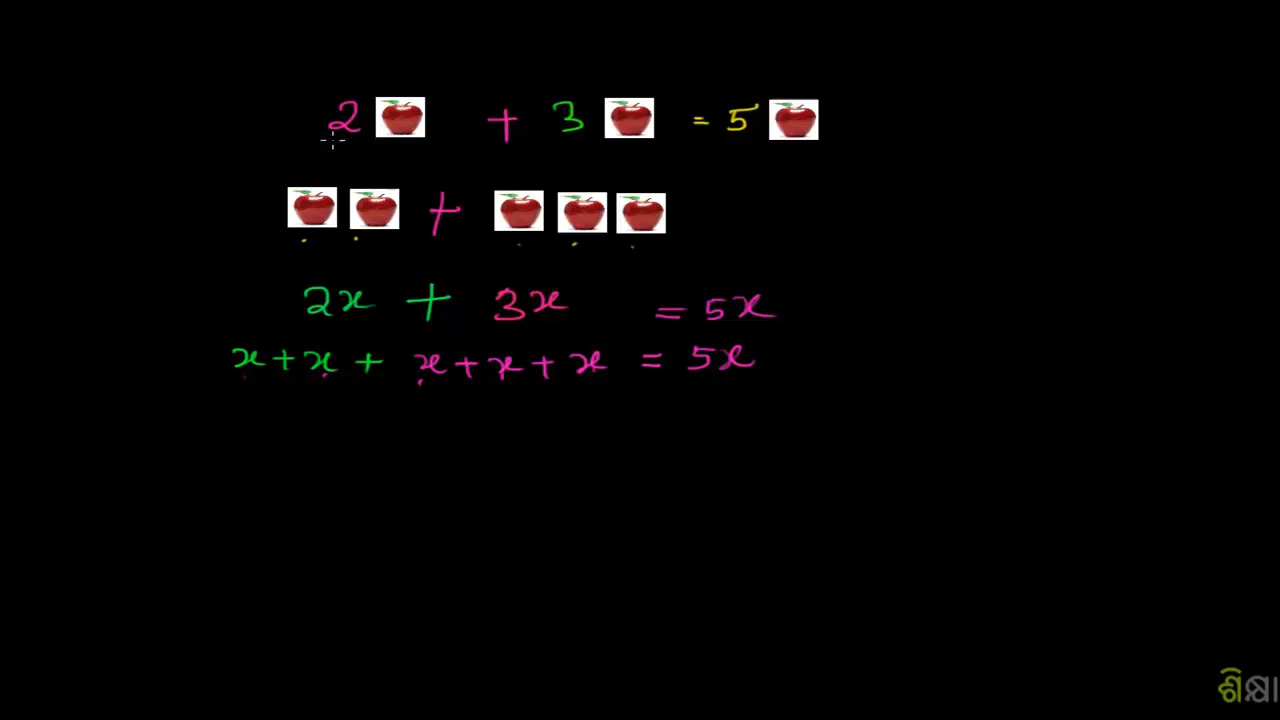 2 + 3 = 5
+
2x + 3x = 5x
x + x + x + x + x = 5x
ଶିକ୍ଷା